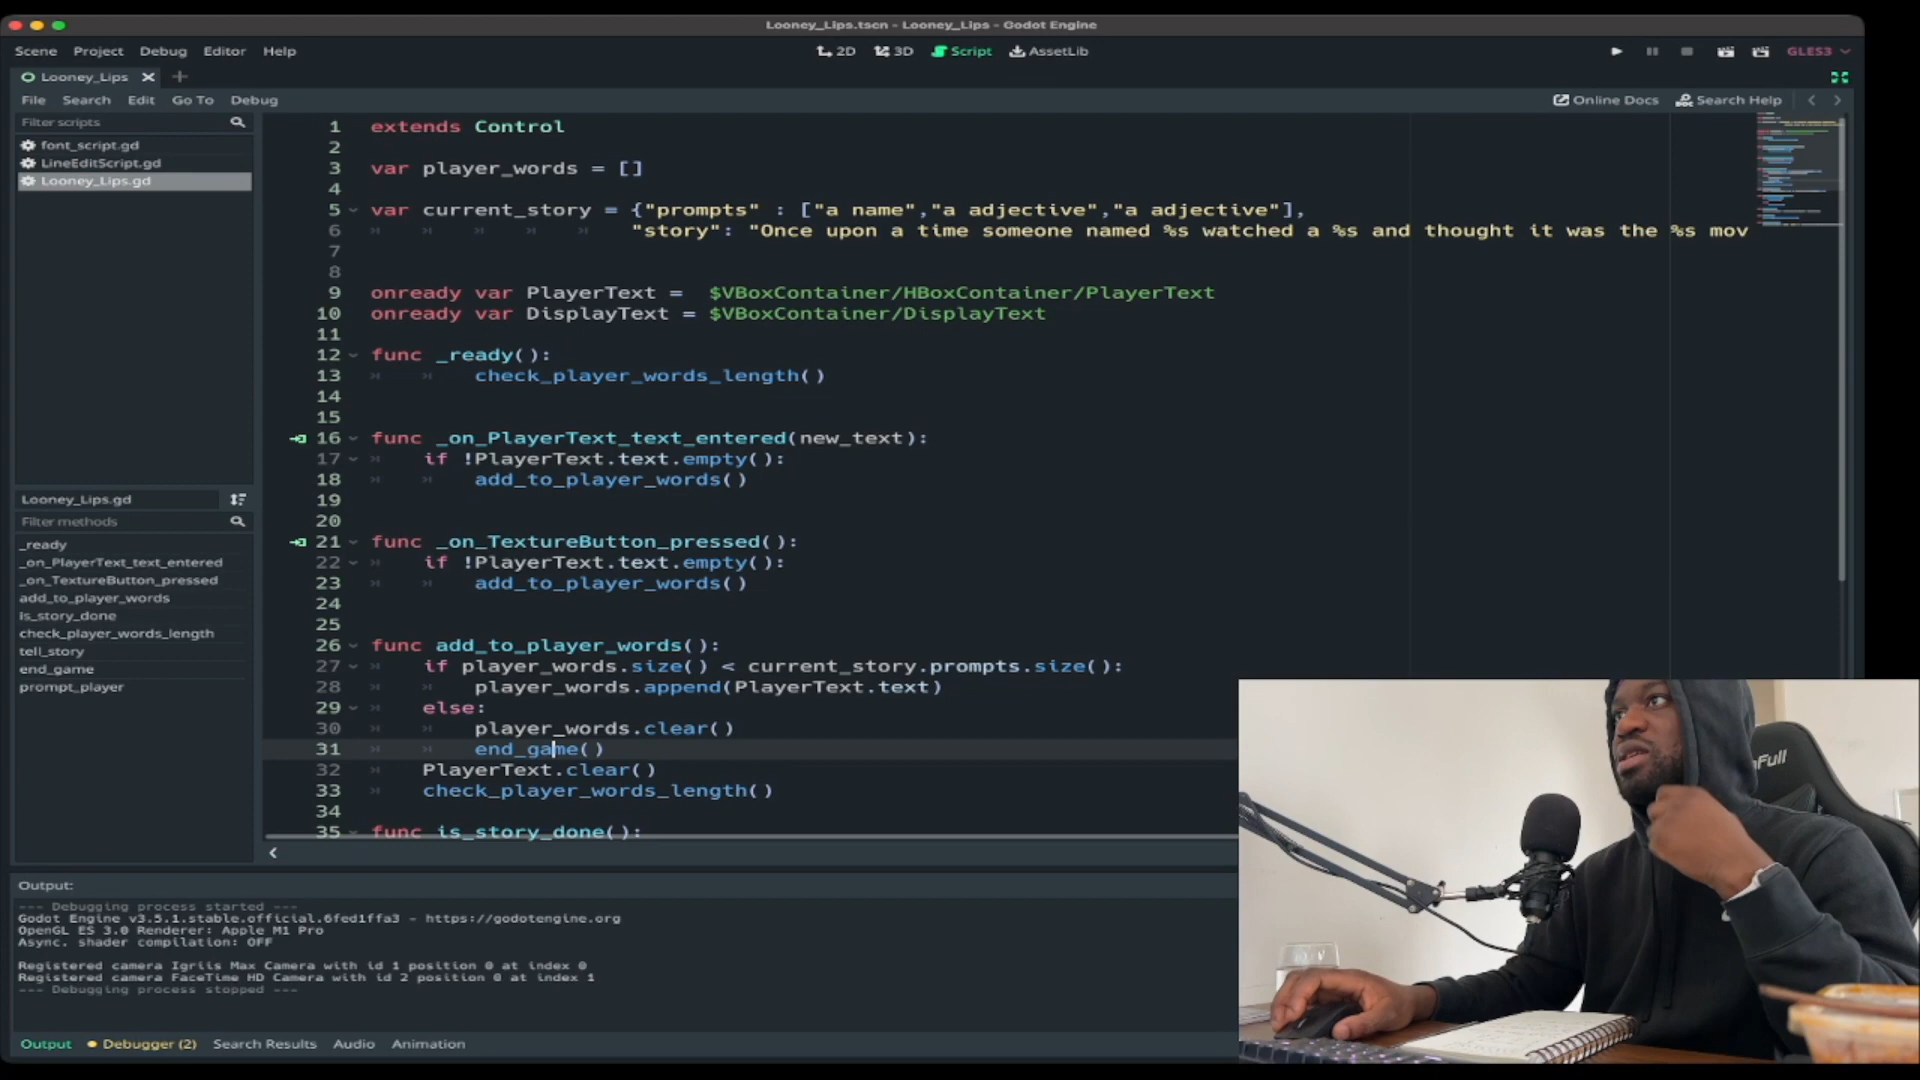 Looney_Lips.tscn - Looney_Lips - Godot Engine
Scene Project Debug Editor Help
2D 3D Script AssetLib
GLES3
Looney_Lips
File Search Edit Go To Debug
Online Docs Search Help
Filter scripts
font_script.gd
LineEditScript.gd
Looney_Lips.gd
Looney_Lips.gd
Filter methods
_ready
_on_PlayerText_text_entered
_on_TextureButton_pressed
add_to_player_words
is_story_done
check_player_words_length
tell_story
end_game
prompt_player
1 extends Control
2
3 var player_words = []
4
5 var current_story = {"prompts" : ["a name","a adjective","a adjective"],
6 "story": "Once upon a time someone named %s watched a %s and thought it was the %s mov
7
8
9 onready var PlayerText = $VBoxContainer/HBoxContainer/PlayerText
10 onready var DisplayText = $VBoxContainer/DisplayText
11
12 func _ready():
13 check_player_words_length()
14
15
16 func _on_PlayerText_text_entered(new_text):
17 if !PlayerText.text.empty():
18 add_to_player_words()
19
20
21 func _on_TextureButton_pressed():
22 if !PlayerText.text.empty():
23 add_to_player_words()
24
25
26 func add_to_player_words():
27 if player_words.size() < current_story.prompts.size():
28 player_words.append(PlayerText.text)
29 else:
30 player_words.clear()
31 end_game()
32 PlayerText.clear()
33 check_player_words_length()
34
35 func is_story_done():
Output:
--- Debugging process started ---
Godot Engine v3.5.1.stable.official.6fed1ffa3 - https://godotengine.org
OpenGL ES 3.0 Renderer: Apple M1 Pro
Async. shader compilation: OFF
Registered camera Igriis Max Camera with id 1 position 0 at index 0
Registered camera FaceTime HD Camera with id 2 position 0 at index 1
--- Debugging process stopped ---
Output Debugger (2) Search Results Audio Animation